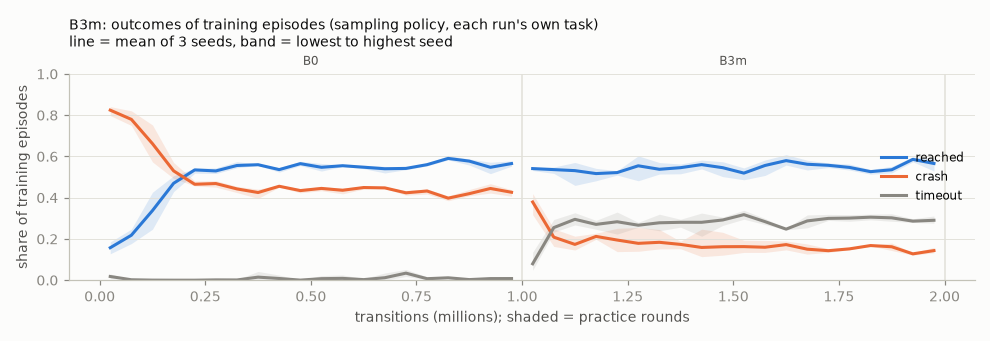 B3m: outcomes of training episodes (sampling policy, each run's own task)
line = mean of 3 seeds, band = lowest to highest seed
B0
B3m
share of training episodes
1.0
0.8
0.6
0.4
0.2
0.0
reached
crash
timeout
0.00
0.25
0.50
0.75
1.00
1.25
1.50
1.75
2.00
transitions (millions); shaded = practice rounds